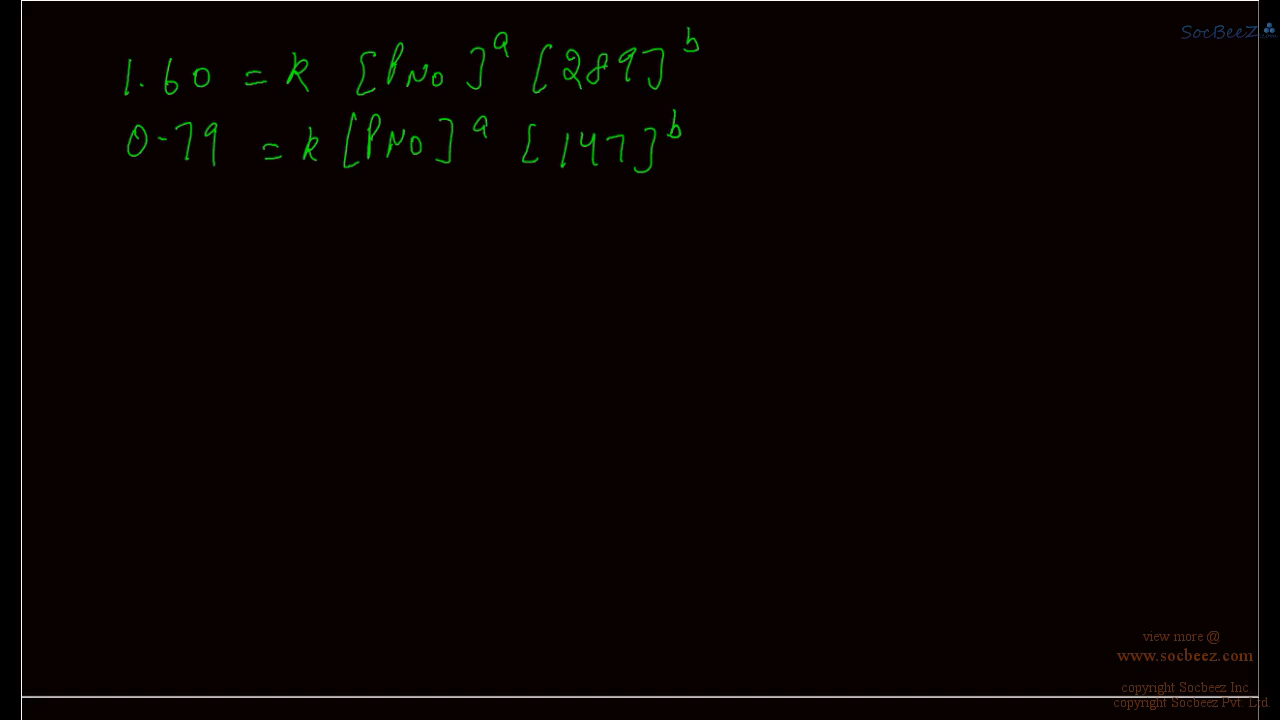 SocBeeZ.com
1.60 = k [PNO]^a [289]^b
0.79 = k [PNO]^a [147]^b
view more @
www.socbeez.com
copyright Socbeez Inc
copyright Socbeez Pvt Ltd.